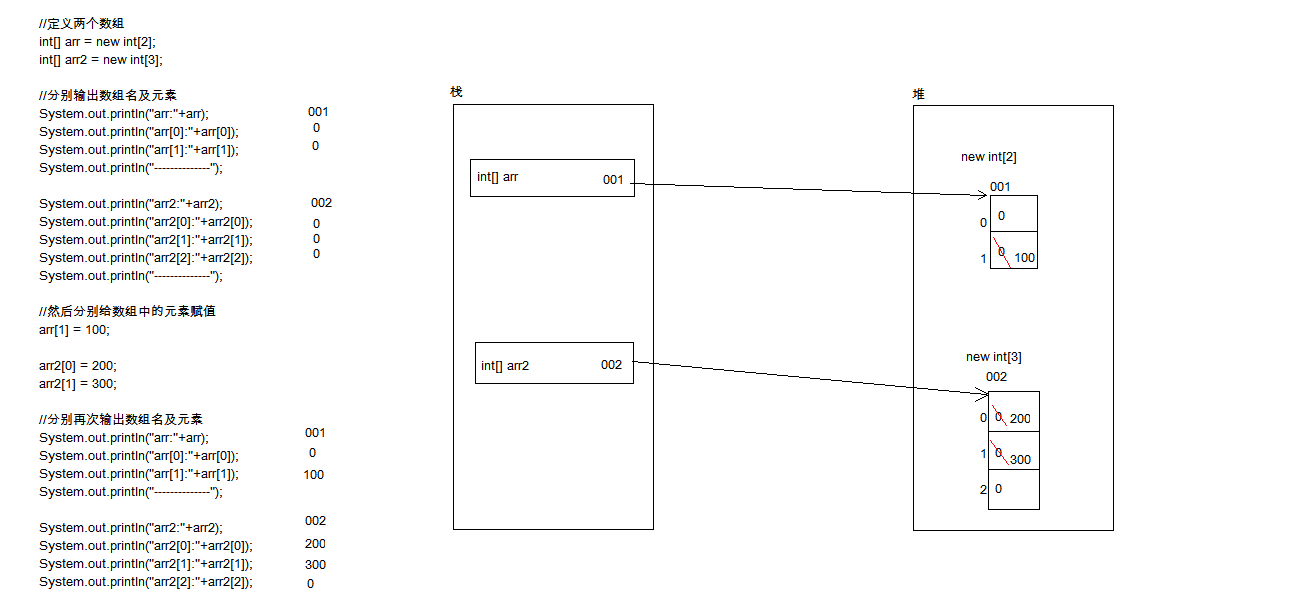 //定义两个数组
int[] arr = new int[2];
int[] arr2 = new int[3];
//分别输出数组名及元素
System.out.println("arr:"+arr); 001
System.out.println("arr[0]:"+arr[0]); 0
System.out.println("arr[1]:"+arr[1]); 0
System.out.println("--------------");
System.out.println("arr2:"+arr2); 002
System.out.println("arr2[0]:"+arr2[0]); 0
System.out.println("arr2[1]:"+arr2[1]); 0
System.out.println("arr2[2]:"+arr2[2]); 0
System.out.println("--------------");
//然后分别给数组中的元素赋值
arr[1] = 100;
arr2[0] = 200;
arr2[1] = 300;
//分别再次输出数组名及元素
System.out.println("arr:"+arr); 001
System.out.println("arr[0]:"+arr[0]); 0
System.out.println("arr[1]:"+arr[1]); 100
System.out.println("--------------");
System.out.println("arr2:"+arr2); 002
System.out.println("arr2[0]:"+arr2[0]); 200
System.out.println("arr2[1]:"+arr2[1]); 300
System.out.println("arr2[2]:"+arr2[2]); 0
栈
int[] arr 001
int[] arr2 002
堆
new int[2]
001
0 0
1 0 100
new int[3]
002
0 0 200
1 0 300
2 0